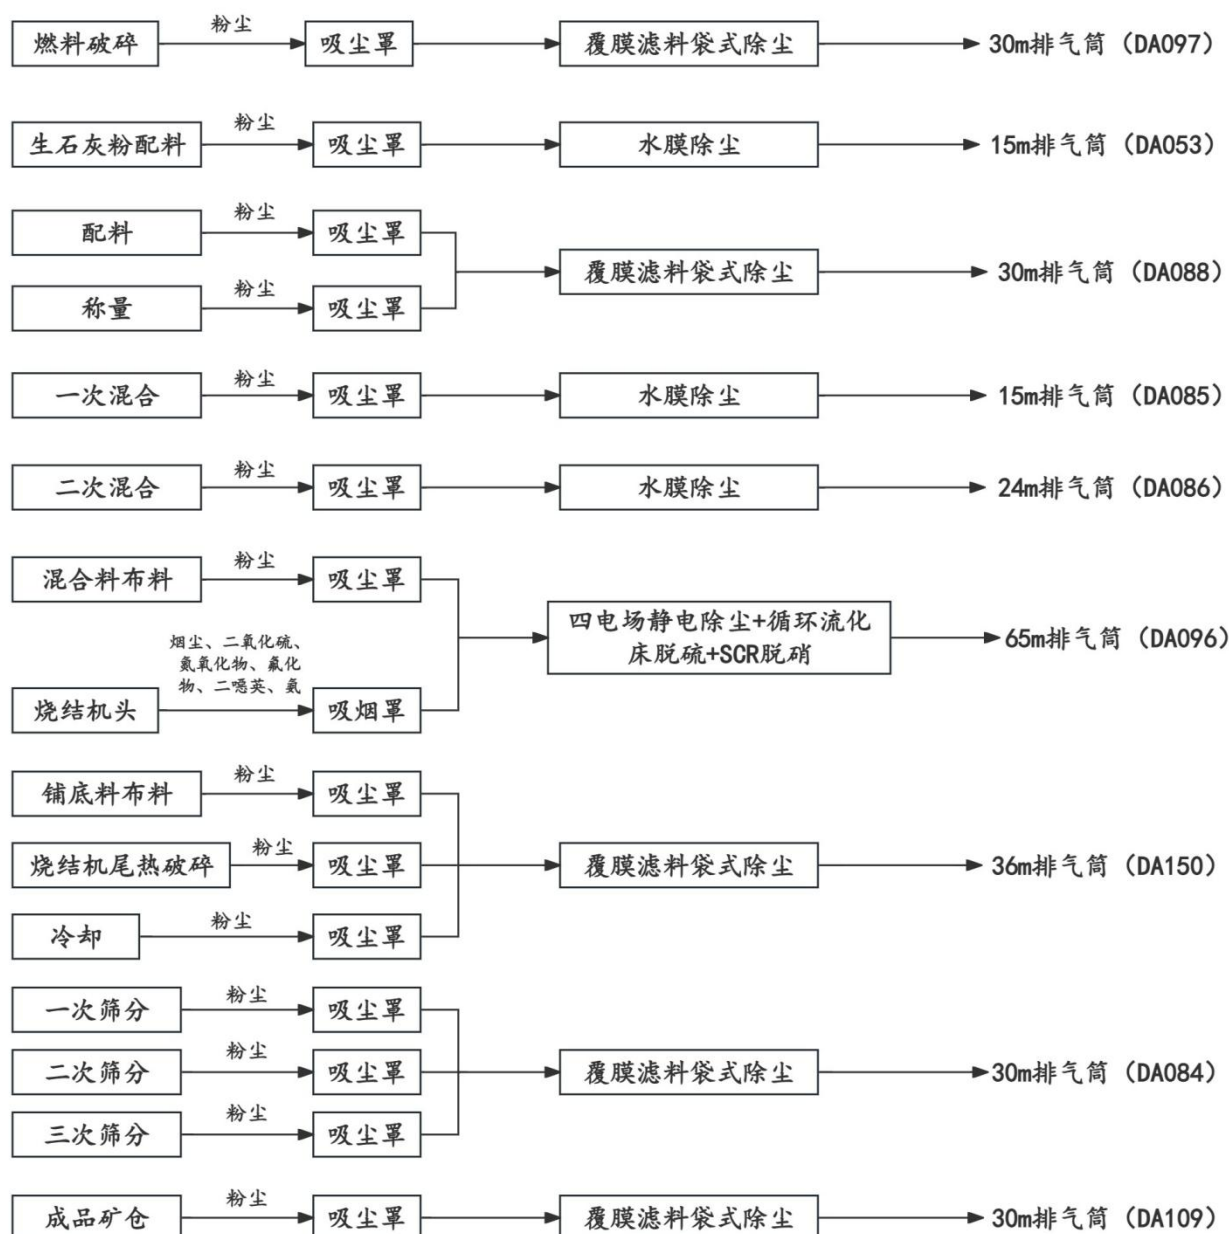 粉尘
燃料破碎
吸尘罩
覆膜滤料袋式除尘
30m排气筒（DA097）
粉尘
生石灰粉配料
吸尘罩
水膜除尘
15m排气筒（DA053）
粉尘
配料
吸尘罩
粉尘
称量
吸尘罩
覆膜滤料袋式除尘
30m排气筒（DA088）
粉尘
一次混合
吸尘罩
水膜除尘
15m排气筒（DA085）
粉尘
二次混合
吸尘罩
水膜除尘
24m排气筒（DA086）
粉尘
混合料布料
吸尘罩
烟尘、二氧化硫、
氮氧化物、氟化
物、二噁英、氨
烧结机头
吸烟罩
四电场静电除尘+循环流化
床脱硫+SCR脱硝
65m排气筒（DA096）
粉尘
铺底料布料
吸尘罩
粉尘
烧结机尾热破碎
吸尘罩
粉尘
冷却
吸尘罩
覆膜滤料袋式除尘
36m排气筒（DA150）
粉尘
一次筛分
吸尘罩
粉尘
二次筛分
吸尘罩
粉尘
三次筛分
吸尘罩
覆膜滤料袋式除尘
30m排气筒（DA084）
粉尘
成品矿仓
吸尘罩
覆膜滤料袋式除尘
30m排气筒（DA109）